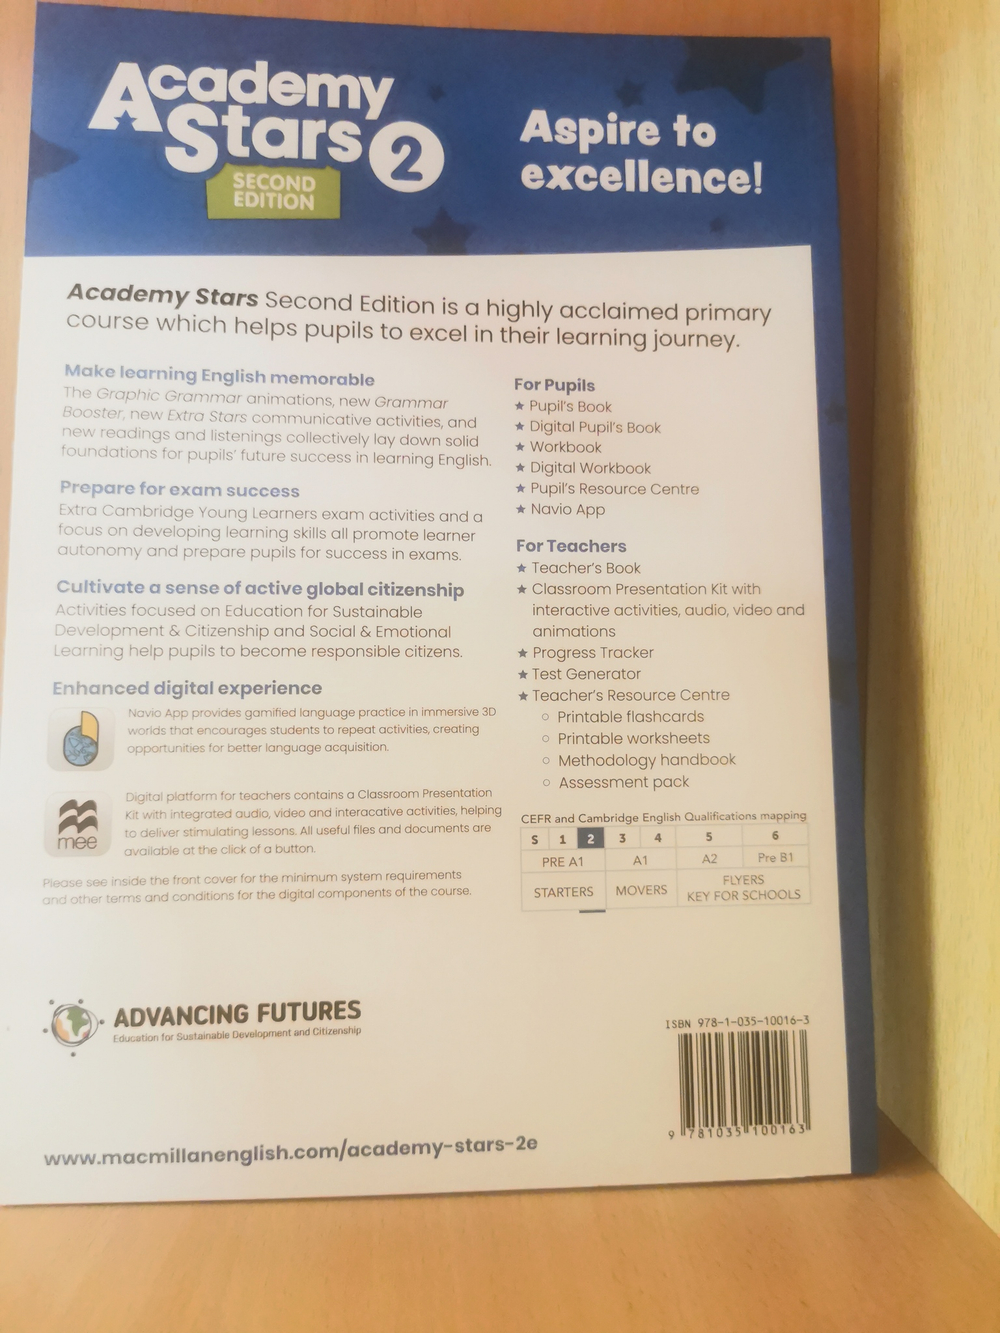 Academy
Stars 2
SECOND
EDITION
Aspire to
excellence!
Academy Stars Second Edition is a highly acclaimed primary
course which helps pupils to excel in their learning journey.
Make learning English memorable
The Graphic Grammar animations, new Grammar
Booster, new Extra Stars communicative activities, and
new readings and listenings collectively lay down solid
foundations for pupils' future success in learning English.
Prepare for exam success
Extra Cambridge Young Learners exam activities and a
focus on developing learning skills all promote learner
autonomy and prepare pupils for success in exams.
Cultivate a sense of active global citizenship
Activities focused on Education for Sustainable
Development & Citizenship and Social & Emotional
Learning help pupils to become responsible citizens.
Enhanced digital experience
Navio App provides gamified language practice in immersive 3D
worlds that encourages students to repeat activities, creating
opportunities for better language acquisition.
mee
Digital platform for teachers contains a Classroom Presentation
Kit with integrated audio, video and interacative activities, helping
to deliver stimulating lessons. All useful files and documents are
available at the click of a button.
Please see inside the front cover for the minimum system requirements
and other terms and conditions for the digital components of the course.
For Pupils
★ Pupil's Book
★ Digital Pupil's Book
★ Workbook
★ Digital Workbook
★ Pupil's Resource Centre
★ Navio App
For Teachers
★ Teacher's Book
★ Classroom Presentation Kit with
interactive activities, audio, video and
animations
★ Progress Tracker
★ Test Generator
★ Teacher's Resource Centre
○ Printable flashcards
○ Printable worksheets
○ Methodology handbook
○ Assessment pack
CEFR and Cambridge English Qualifications mapping
S 1 2 3 4 5 6
PRE A1 A1 A2 Pre B1
STARTERS MOVERS FLYERS
KEY FOR SCHOOLS
ADVANCING FUTURES
Education for Sustainable Development and Citizenship
ISBN 978-1-035-10016-3
9 781035 100163
www.macmillanenglish.com/academy-stars-2e